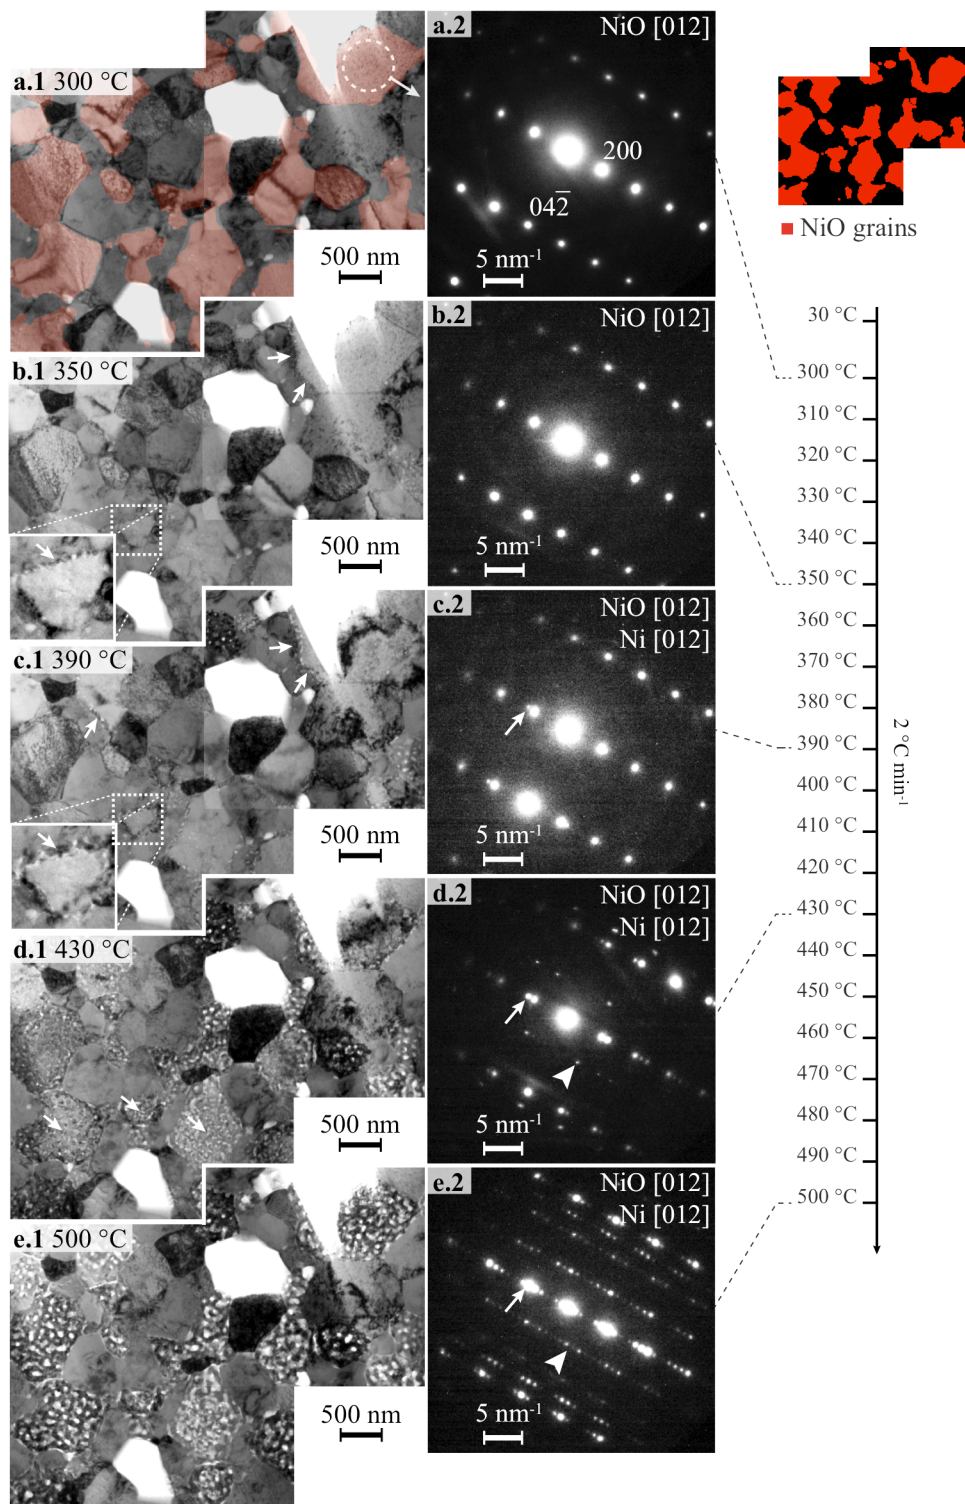 a.1 300 °C
500 nm
a.2
NiO [012]
200
042̅
5 nm-1
NiO grains
b.1 350 °C
500 nm
b.2
NiO [012]
5 nm-1
c.1 390 °C
500 nm
c.2
NiO [012]
Ni [012]
5 nm-1
d.1 430 °C
500 nm
d.2
NiO [012]
Ni [012]
5 nm-1
e.1 500 °C
500 nm
e.2
NiO [012]
Ni [012]
5 nm-1
30 °C
300 °C
310 °C
320 °C
330 °C
340 °C
350 °C
360 °C
370 °C
380 °C
390 °C
400 °C
410 °C
420 °C
430 °C
440 °C
450 °C
460 °C
470 °C
480 °C
490 °C
500 °C
2 °C min-1